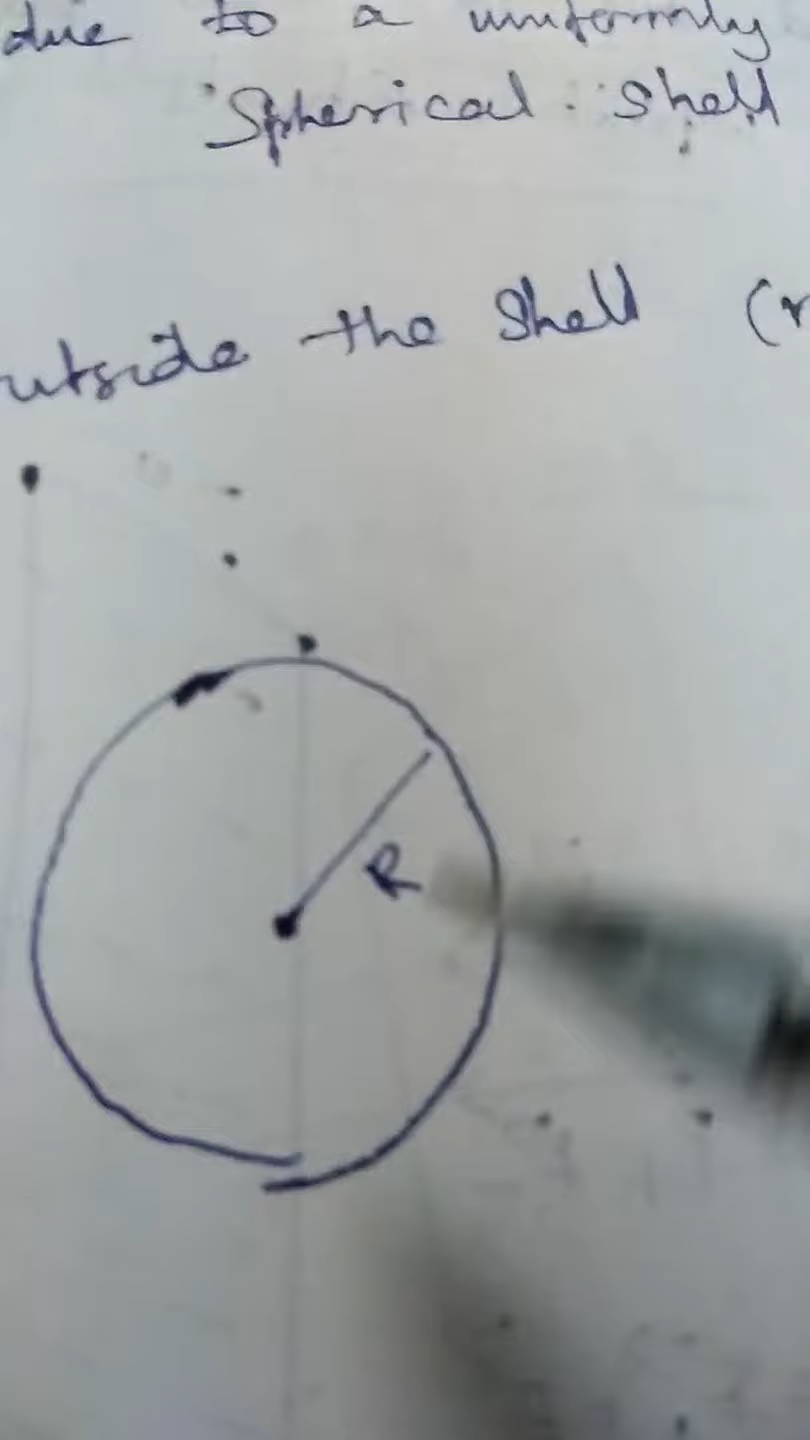 due to a uniformly
Spherical shell
utside the shell (r
R